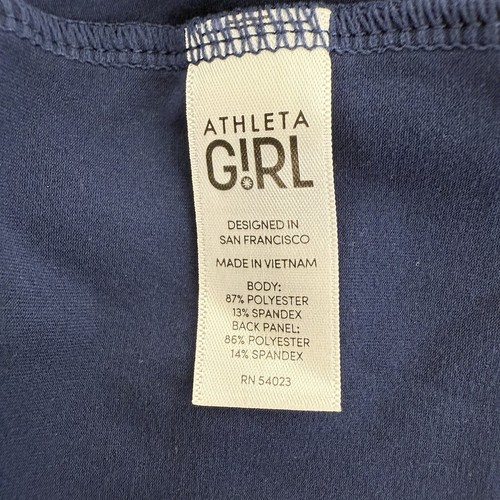 ATHLETA
G!RL
DESIGNED IN
SAN FRANCISCO
MADE IN VIETNAM
BODY:
87% POLYESTER
13% SPANDEX
BACK PANEL:
86% POLYESTER
14% SPANDEX
RN 54023